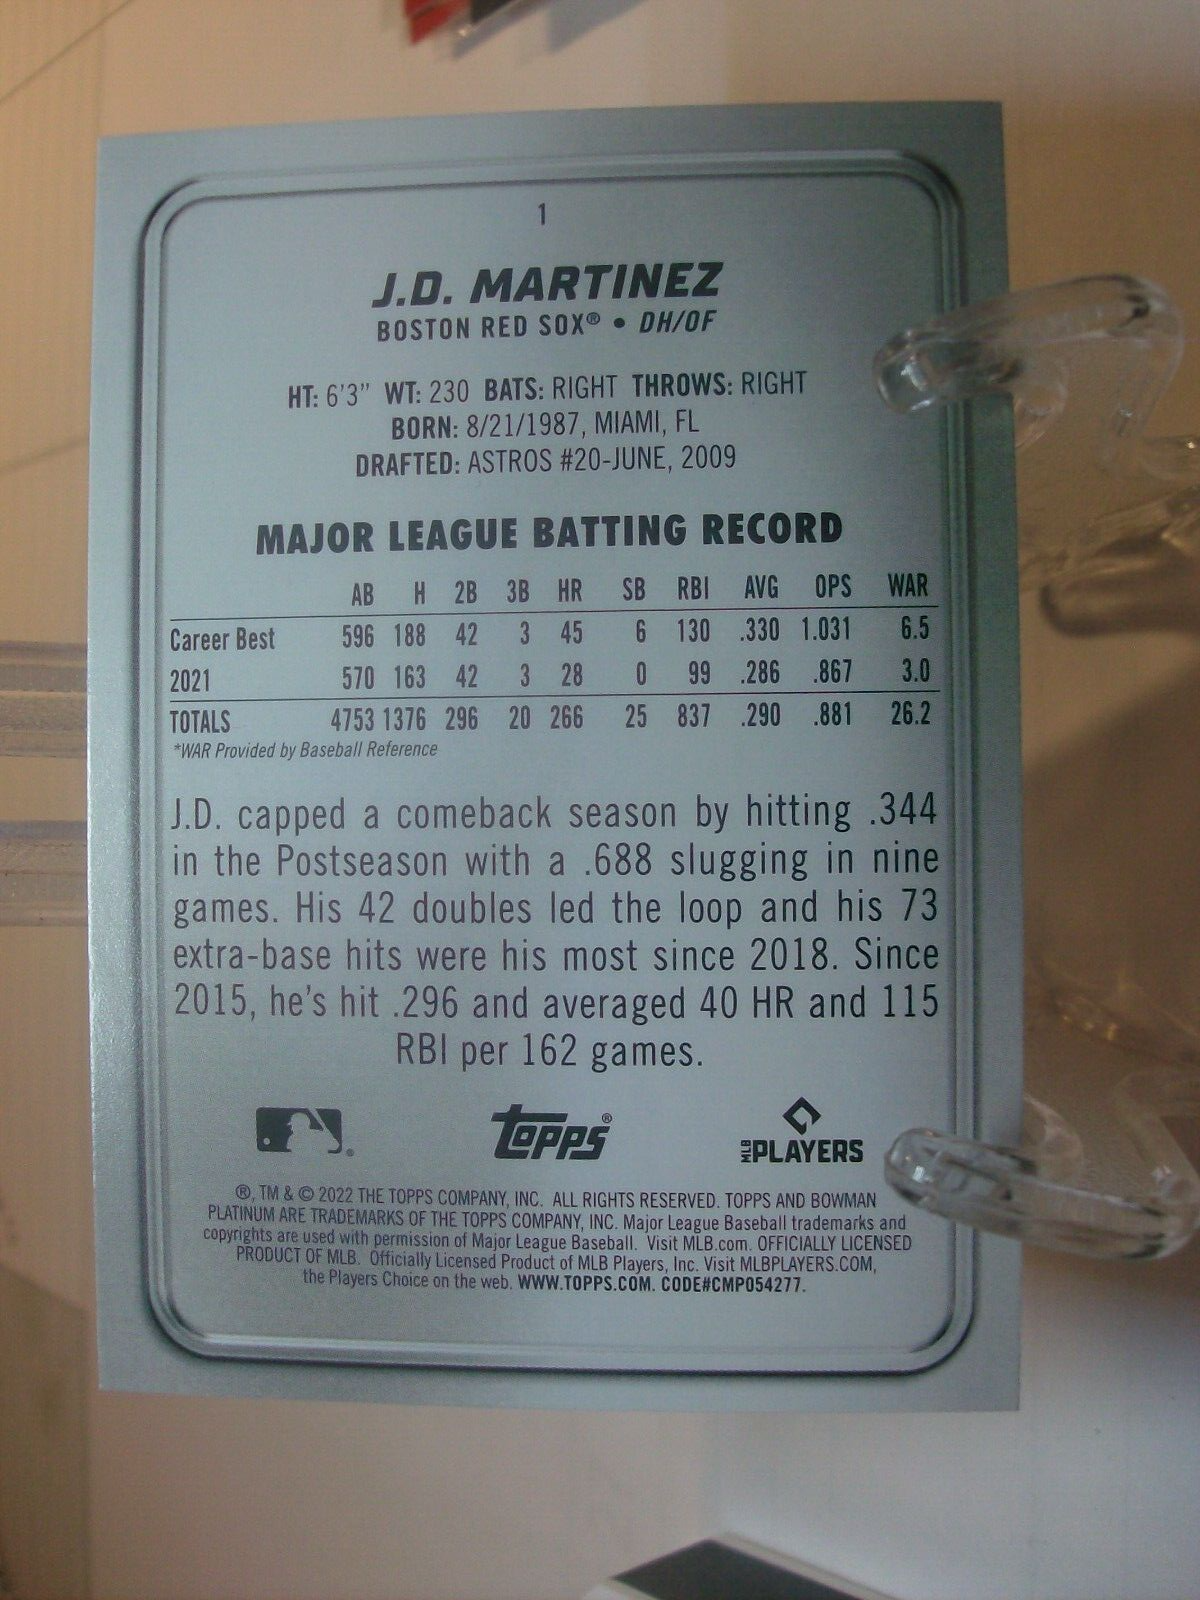 1
J.D. MARTINEZ
BOSTON RED SOX® • DH/OF
HT: 6'3" WT: 230 BATS: RIGHT THROWS: RIGHT
BORN: 8/21/1987, MIAMI, FL
DRAFTED: ASTROS #20-JUNE, 2009
MAJOR LEAGUE BATTING RECORD
AB H 2B 3B HR SB RBI AVG OPS WAR
Career Best 596 188 42 3 45 6 130 .330 1.031 6.5
2021 570 163 42 3 28 0 99 .286 .867 3.0
TOTALS 4753 1376 296 20 266 25 837 .290 .881 26.2
*WAR Provided by Baseball Reference
J.D. capped a comeback season by hitting .344
in the Postseason with a .688 slugging in nine
games. His 42 doubles led the loop and his 73
extra-base hits were his most since 2018. Since
2015, he's hit .296 and averaged 40 HR and 115
RBI per 162 games.
® topps® MLB PLAYERS
®, TM & © 2022 THE TOPPS COMPANY, INC. ALL RIGHTS RESERVED. TOPPS AND BOWMAN
PLATINUM ARE TRADEMARKS OF THE TOPPS COMPANY, INC. Major League Baseball trademarks and
copyrights are used with permission of Major League Baseball. Visit MLB.com. OFFICIALLY LICENSED
PRODUCT OF MLB. Officially Licensed Product of MLB Players, Inc. Visit MLBPLAYERS.COM,
the Players Choice on the web. WWW.TOPPS.COM. CODE#CMP054277.